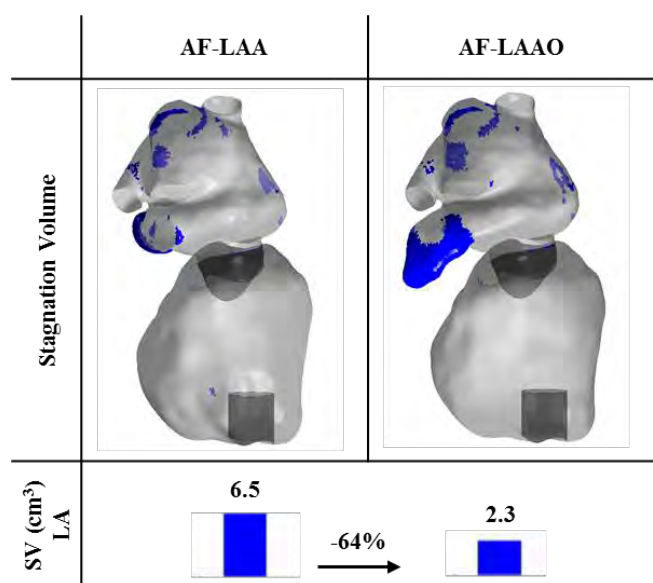 AF-LAA
AF-LAAO
Stagnation Volume
SV (cm³)
LA
6.5
-64%
2.3